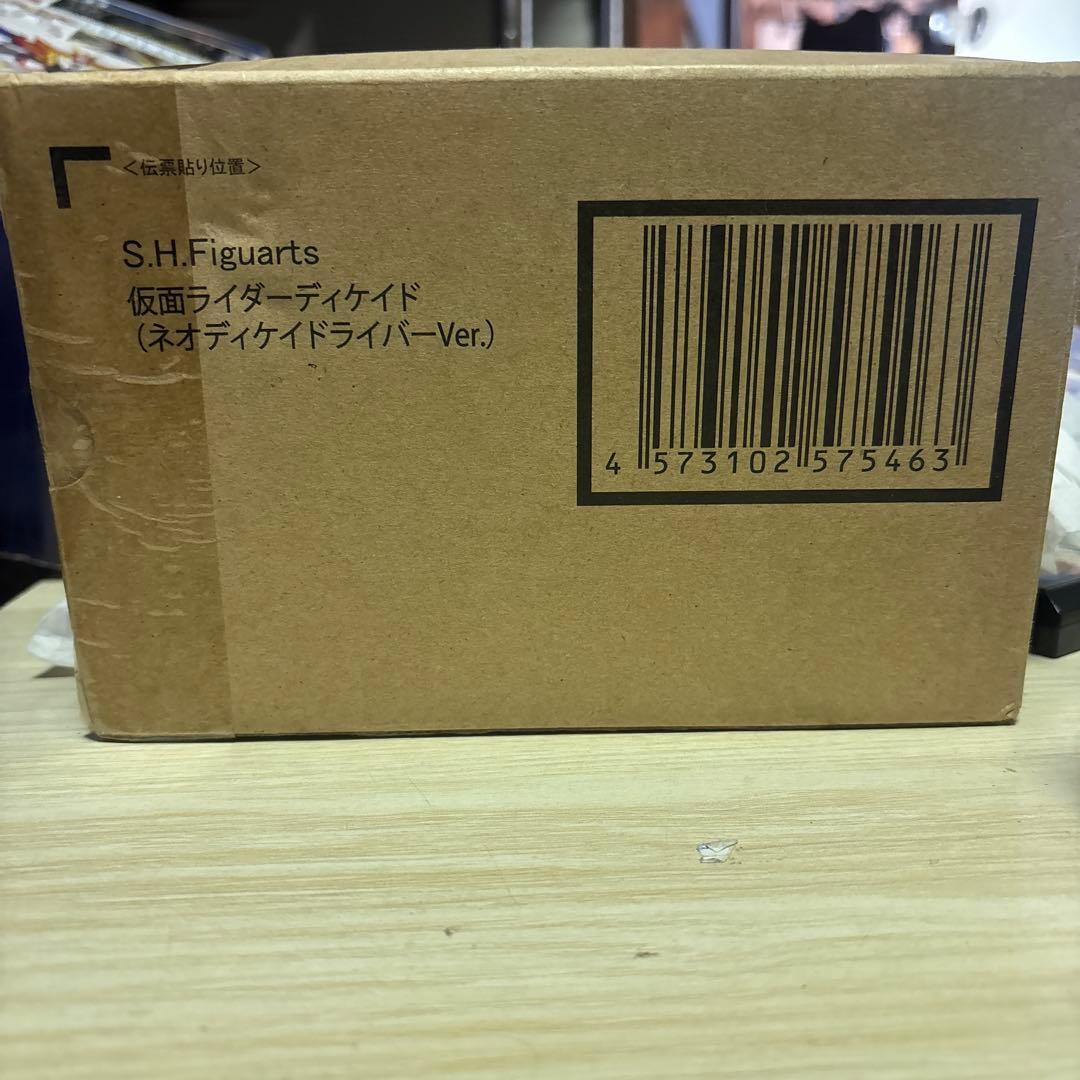 ＜伝票貼り位置＞
S.H.Figuarts
仮面ライダーディケイド
（ネオディケイドライバーVer.）
4 573102 575463